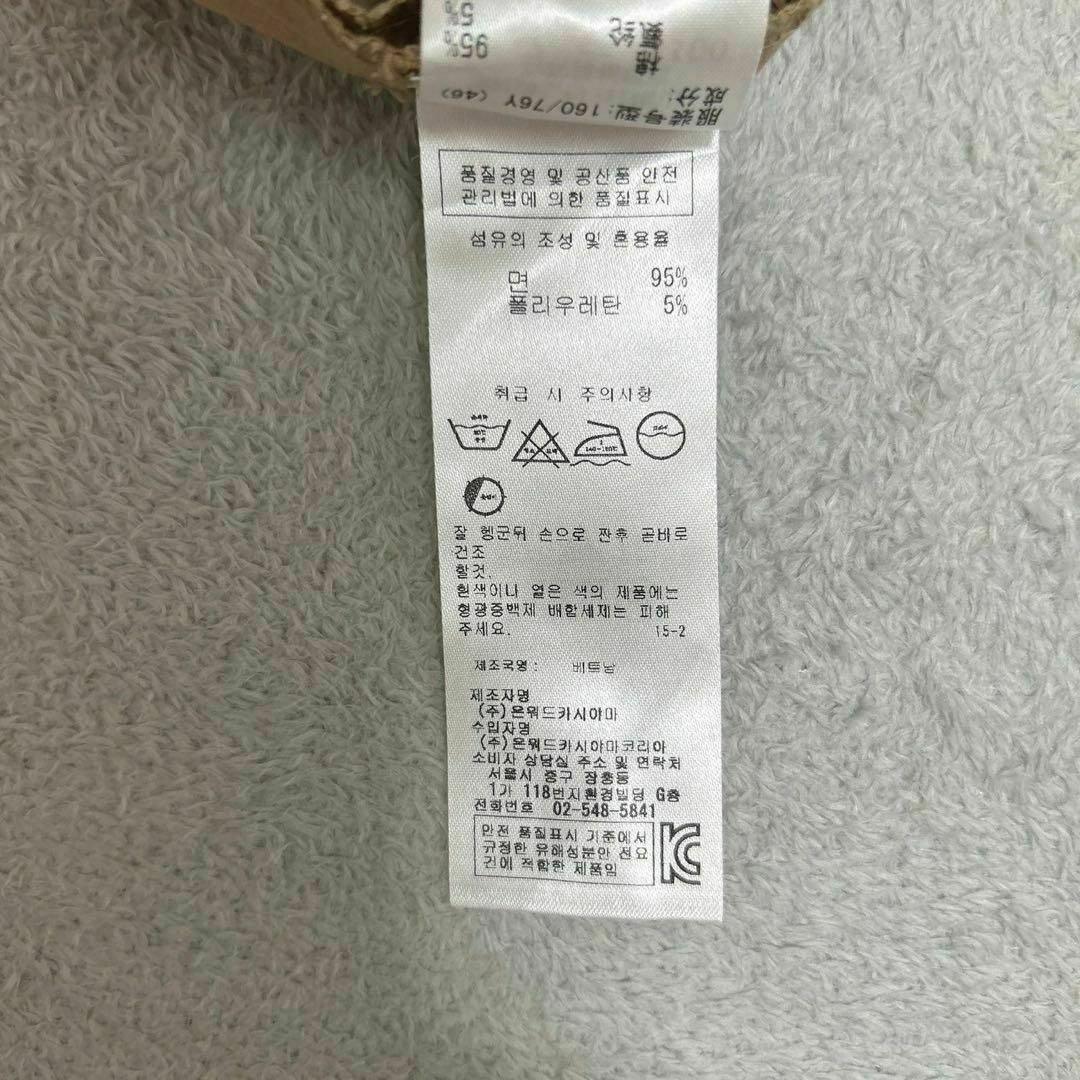 服装号型: 160/76Y (46)
成分:
95%
5%
품질경영 및 공산품 안전
관리법에 의한 품질표시
섬유의 조성 및 혼용율
면 95%
폴리우레탄 5%
취급 시 주의사항
잘 헹군뒤 손으로 짠후 곧바로
건조
할것.
흰색이나 옅은 색의 제품에는
형광증백제 배합세제는 피해
주세요. 15-2
제조국명: 베트남
제조자명
(주)온워드카시야마
수입자명
(주)온워드카시야마코리아
소비자 상담실 주소 및 연락처
서울시 중구 장충동
1가 118번지환경빌딩 G층
전화번호 02-548-5841
안전 품질표시 기준에서
규정한 유해성분안 전요
건에 적합한 제품임